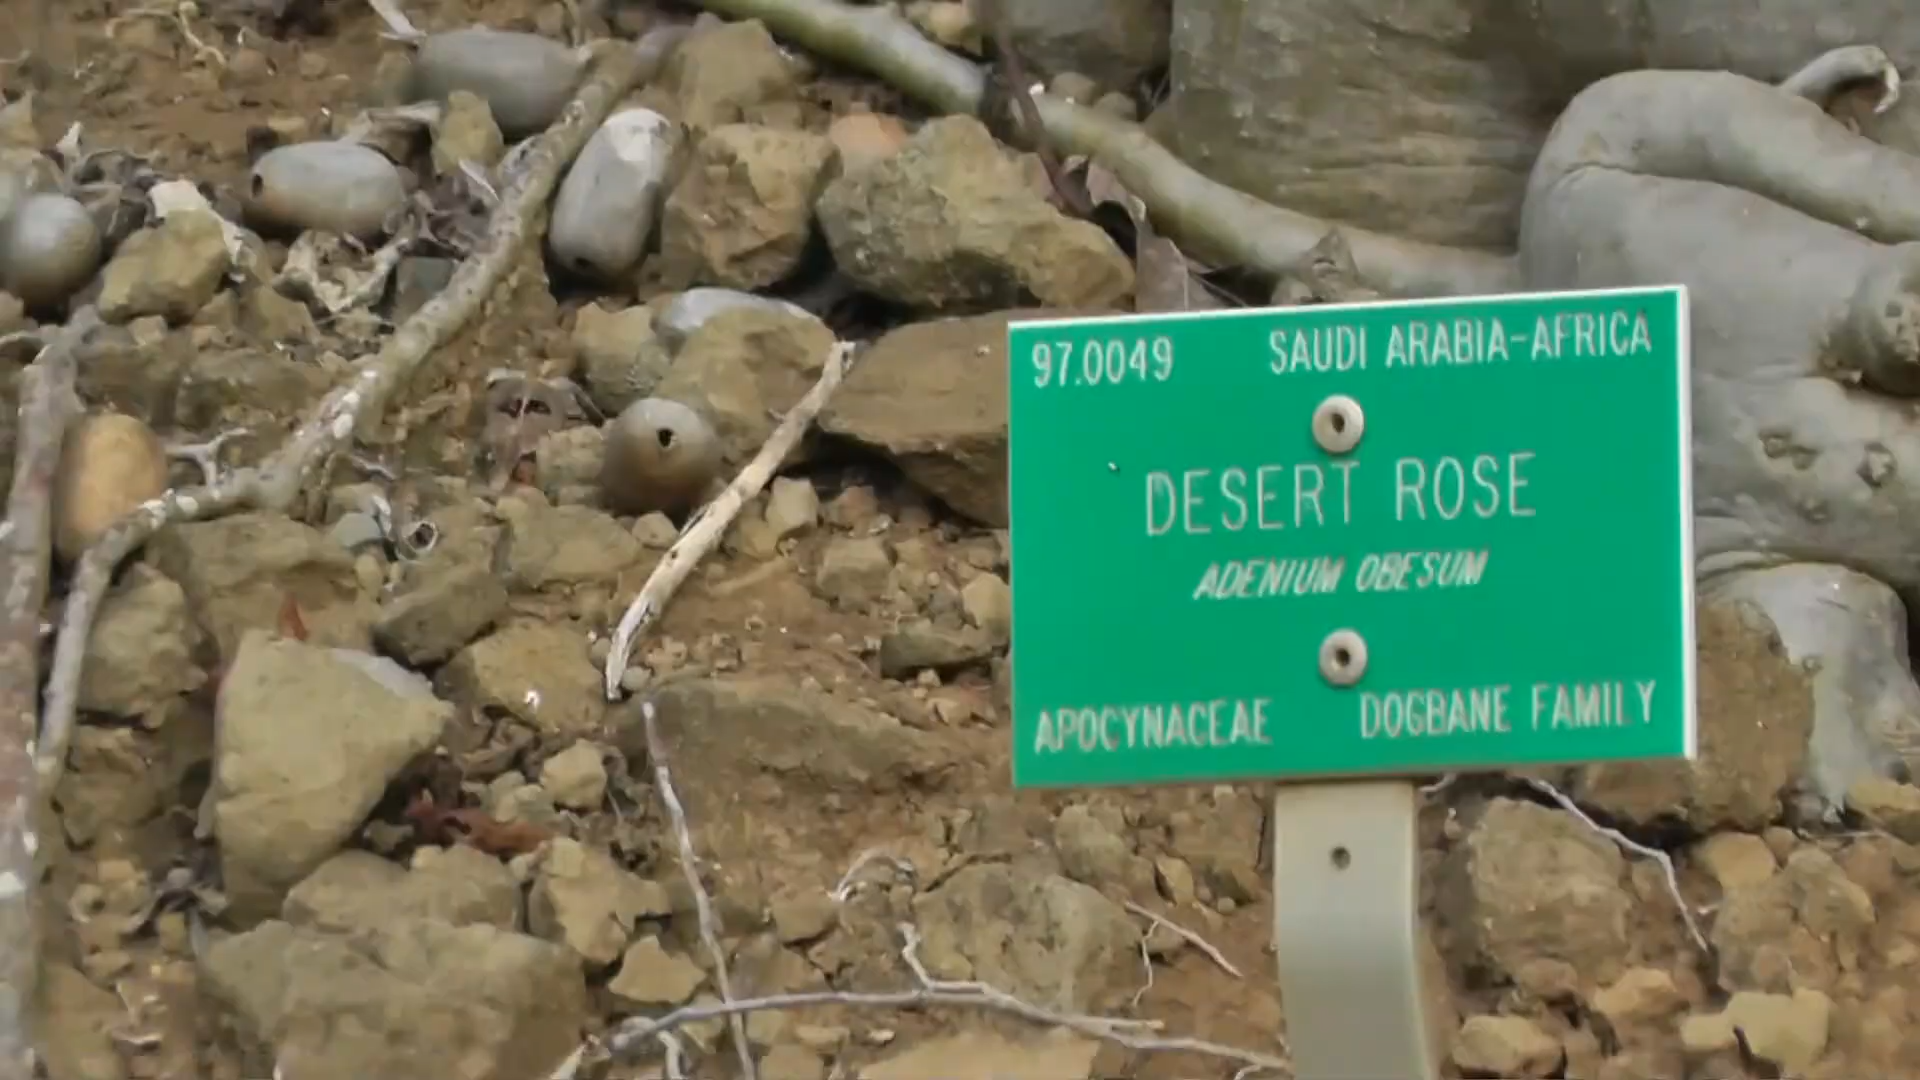 97.0049 SAUDI ARABIA-AFRICA
DESERT ROSE
ADENIUM OBESUM
APOCYNACEAE DOGBANE FAMILY